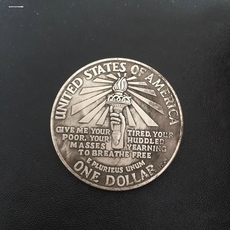 UNITED STATES OF AMERICA
GIVE ME YOUR TIRED, YOUR
POOR, YOUR HUDDLED
MASSES YEARNING
TO BREATHE FREE
E PLURIBUS UNUM
ONE DOLLAR